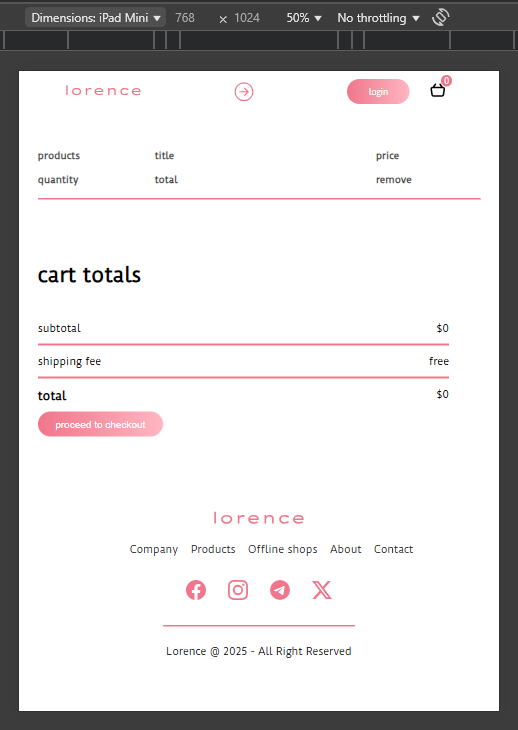 Dimensions: iPad Mini 768 × 1024 50% No throttling
lorence login 0
products title price
quantity total remove
cart totals
subtotal $0
shipping fee free
total $0
proceed to checkout
lorence
Company Products Offline shops About Contact
Lorence @ 2025 - All Right Reserved